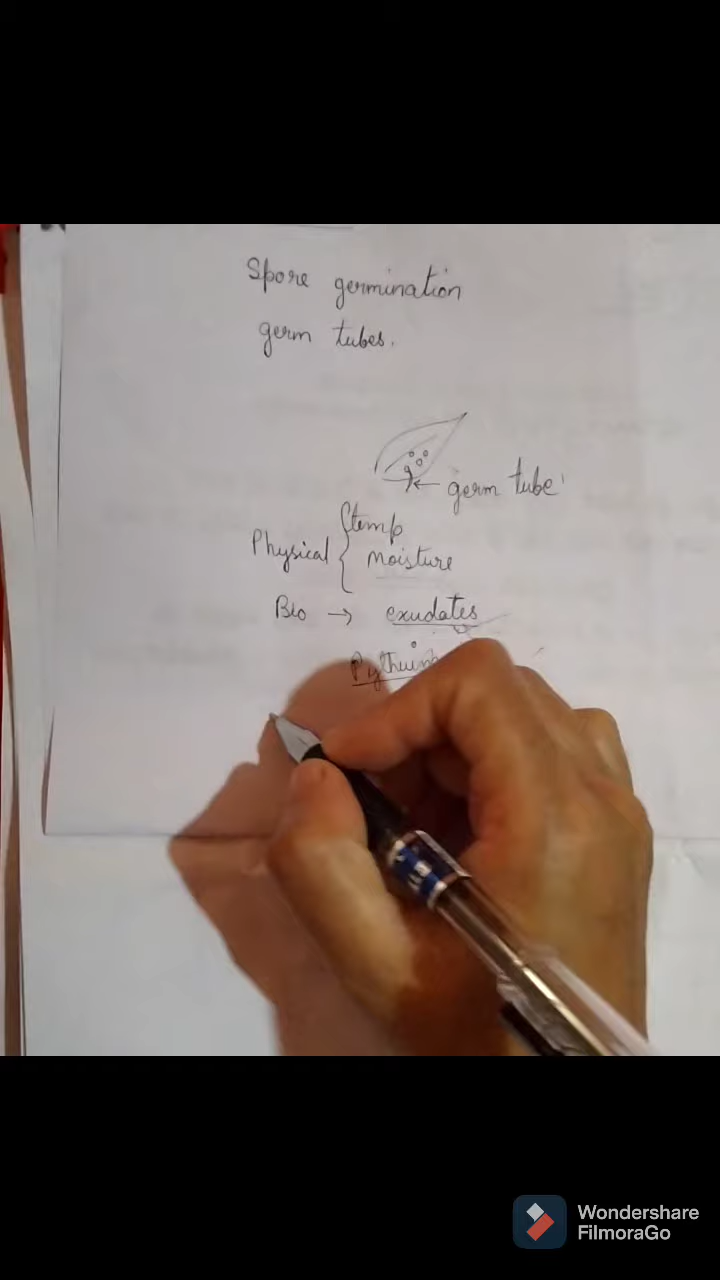 Spore germination
germ tubes.
germ tube
Physical { temp
moisture
Bio → exudates
Wondershare
FilmoraGo